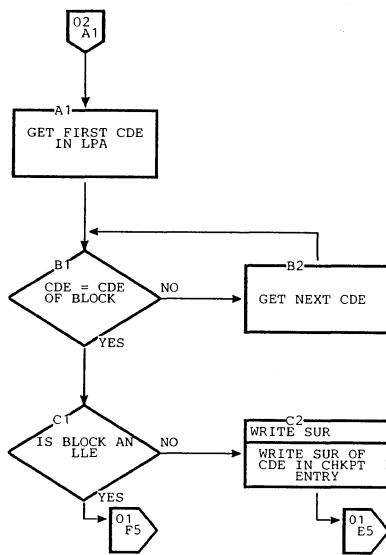 02
A1
A1
GET FIRST CDE
IN LPA
B1
CDE = CDE
OF BLOCK
NO
YES
B2
GET NEXT CDE
C1
IS BLOCK AN
LLE
NO
YES
C2
WRITE SUR
WRITE SUR OF
CDE IN CHKPT
ENTRY
01
F5
01
E5